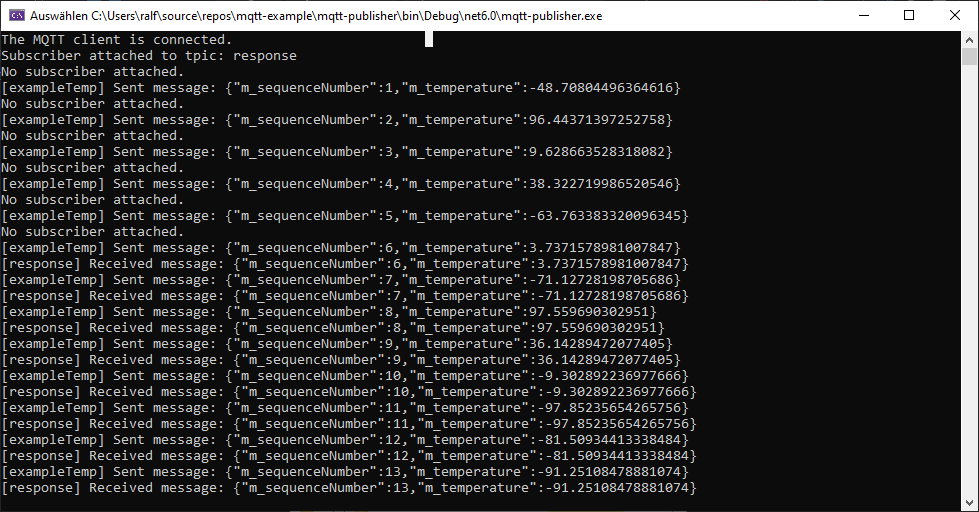 Auswählen C:\Users\ralf\source\repos\mqtt-example\mqtt-publisher\bin\Debug\net6.0\mqtt-publisher.exe
The MQTT client is connected.
Subscriber attached to tpic: response
No subscriber attached.
[exampleTemp] Sent message: {"m_sequenceNumber":1,"m_temperature":-48.70804496364616}
No subscriber attached.
[exampleTemp] Sent message: {"m_sequenceNumber":2,"m_temperature":96.44371397252758}
No subscriber attached.
[exampleTemp] Sent message: {"m_sequenceNumber":3,"m_temperature":9.628663528318082}
No subscriber attached.
[exampleTemp] Sent message: {"m_sequenceNumber":4,"m_temperature":38.322719986520546}
No subscriber attached.
[exampleTemp] Sent message: {"m_sequenceNumber":5,"m_temperature":-63.763383320096345}
No subscriber attached.
[exampleTemp] Sent message: {"m_sequenceNumber":6,"m_temperature":3.7371578981007847}
[response] Received message: {"m_sequenceNumber":6,"m_temperature":3.7371578981007847}
[exampleTemp] Sent message: {"m_sequenceNumber":7,"m_temperature":-71.12728198705686}
[response] Received message: {"m_sequenceNumber":7,"m_temperature":-71.12728198705686}
[exampleTemp] Sent message: {"m_sequenceNumber":8,"m_temperature":97.559690302951}
[response] Received message: {"m_sequenceNumber":8,"m_temperature":97.559690302951}
[exampleTemp] Sent message: {"m_sequenceNumber":9,"m_temperature":36.14289472077405}
[response] Received message: {"m_sequenceNumber":9,"m_temperature":36.14289472077405}
[exampleTemp] Sent message: {"m_sequenceNumber":10,"m_temperature":-9.302892236977666}
[response] Received message: {"m_sequenceNumber":10,"m_temperature":-9.302892236977666}
[exampleTemp] Sent message: {"m_sequenceNumber":11,"m_temperature":-97.85235654265756}
[response] Received message: {"m_sequenceNumber":11,"m_temperature":-97.85235654265756}
[exampleTemp] Sent message: {"m_sequenceNumber":12,"m_temperature":-81.50934413338484}
[response] Received message: {"m_sequenceNumber":12,"m_temperature":-81.50934413338484}
[exampleTemp] Sent message: {"m_sequenceNumber":13,"m_temperature":-91.25108478881074}
[response] Received message: {"m_sequenceNumber":13,"m_temperature":-91.25108478881074}